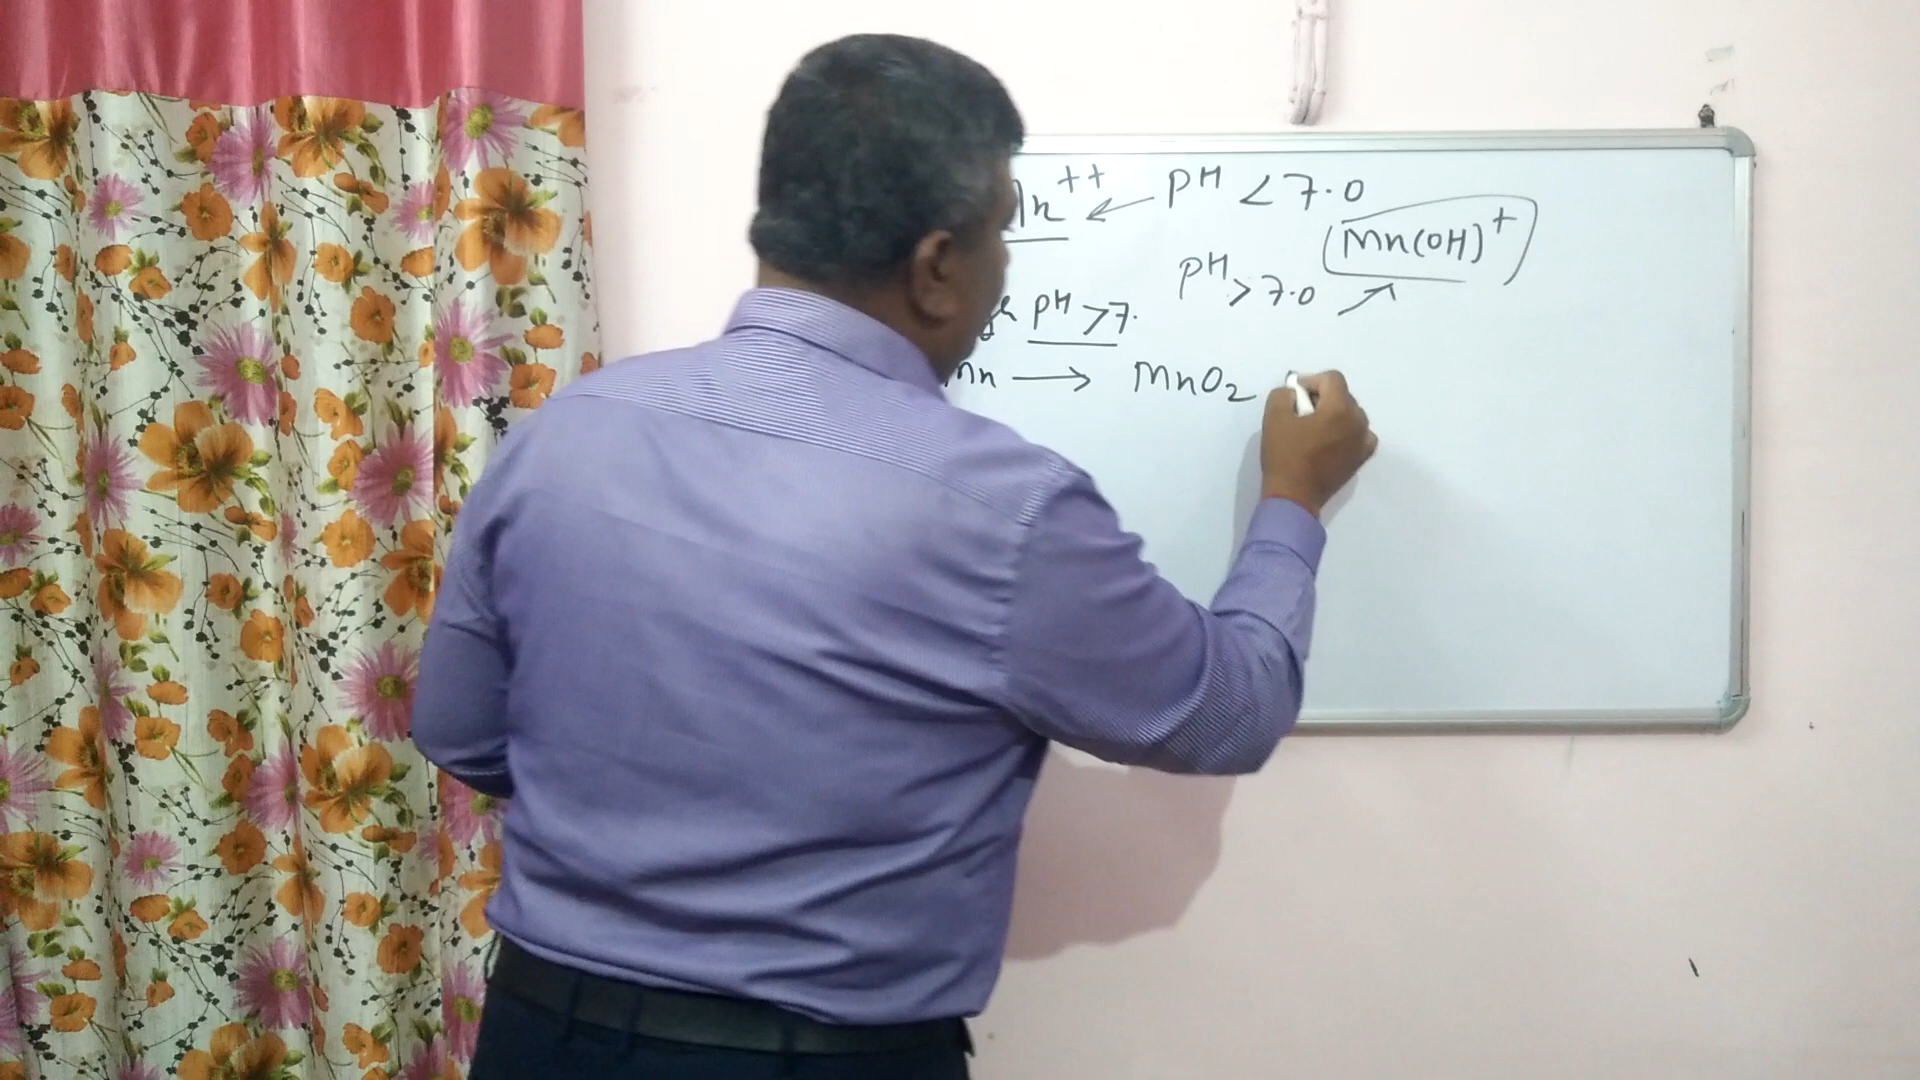 ++ ← pH < 7.0
Mn(OH)+
pH > 7.0 ↗
pH > 7.
Mn → MnO2